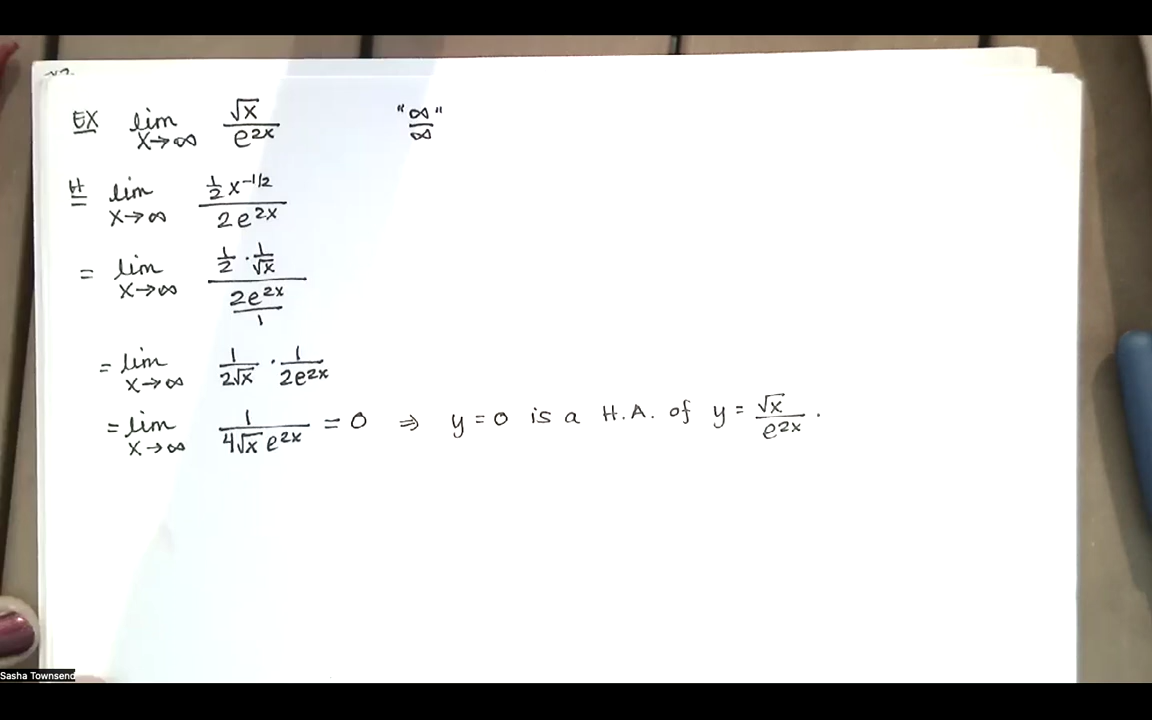 EX lim x→∞ √x / e^2x "∞/∞"
H= lim x→∞ ½ x^-1/2 / 2e^2x
= lim x→∞ ½ · 1/√x / 2e^2x/1
= lim x→∞ 1/2√x · 1/2e^2x
= lim x→∞ 1/4√x e^2x = 0 ⇒ y = 0 is a H.A. of y = √x/e^2x .
Sasha Townsend